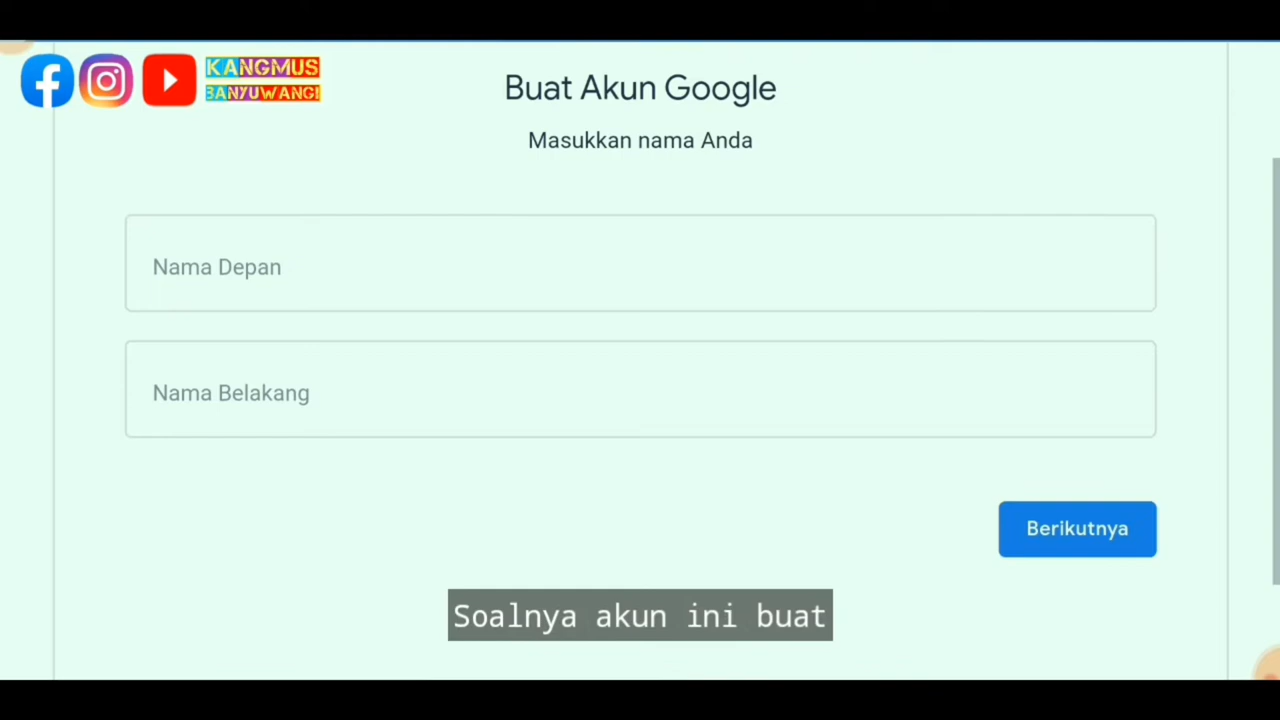 KANGMUS
BANYUWANGI
Buat Akun Google
Masukkan nama Anda
Nama Depan
Nama Belakang
Berikutnya
Soalnya akun ini buat